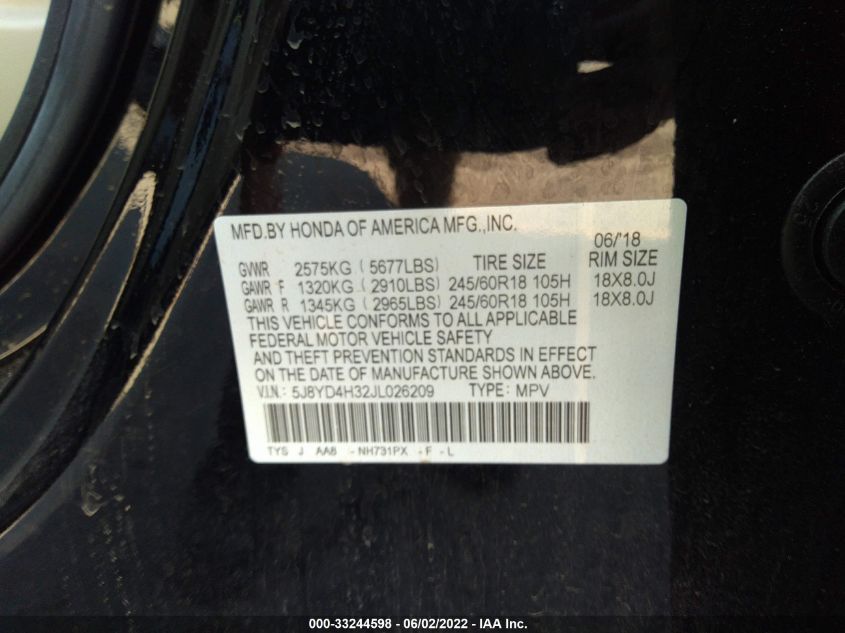 MFD.BY HONDA OF AMERICA MFG.,INC. 06/'18
GVWR 2575KG ( 5677LBS) TIRE SIZE RIM SIZE
GAWR F 1320KG ( 2910LBS) 245/60R18 105H 18X8.0J
GAWR R 1345KG ( 2965LBS) 245/60R18 105H 18X8.0J
THIS VEHICLE CONFORMS TO ALL APPLICABLE
FEDERAL MOTOR VEHICLE SAFETY
AND THEFT PREVENTION STANDARDS IN EFFECT
ON THE DATE OF MANUFACTURE SHOWN ABOVE.
V.I.N.: 5J8YD4H32JL026209 TYPE: MPV
TYS J AAB - NH731PX - F - L
000-33244598 - 06/02/2022 - IAA Inc.